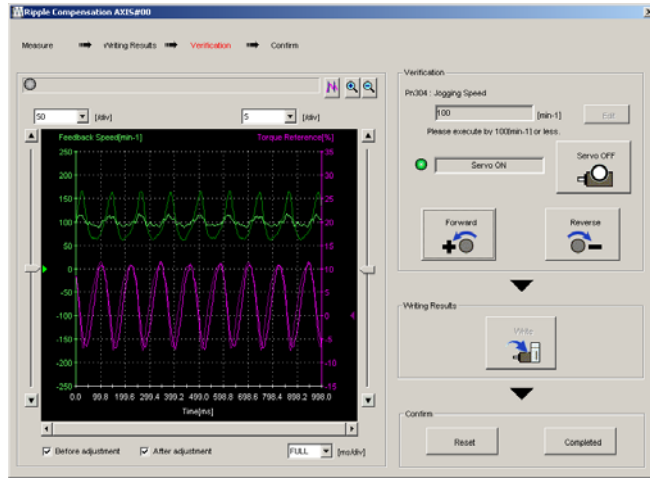 Ripple Compensation AXIS#00
Measure Writing Results Verification Confirm
50 [/div] 5 [/div]
Feedback Speed[min-1] Torque Reference[%]
250 35
200 30
150 25
100 20
50 15
0 10
-50 5
-100 0
-150 -5
-200 -10
-250 -15
0.0 99.8 199.6 299.4 399.2 499.0 598.8 698.6 798.4 898.2 998.0
Time[ms]
Before adjustment After adjustment FULL [ms/div]
Verification
Pn304 : Jogging Speed
100 [min-1] Edit
Please execute by 100[min-1] or less.
Servo ON Servo OFF
Forward Reverse
Writing Results
Write
Confirm
Reset Completed